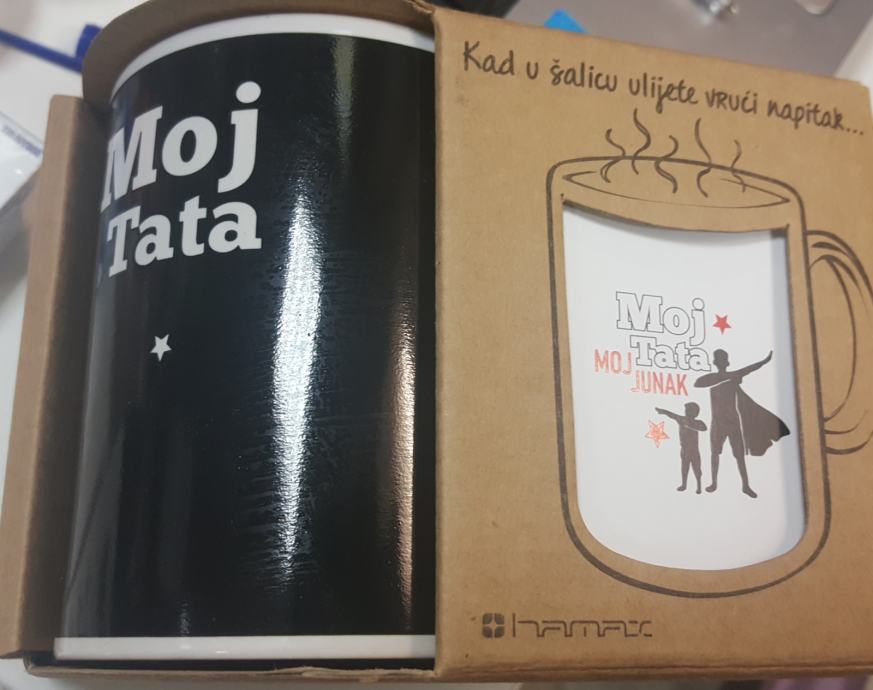 Moj
Tata
Kad u šalicu ulijete vrući napitak...
Moj
Tata
MOJ
JUNAK
hamax